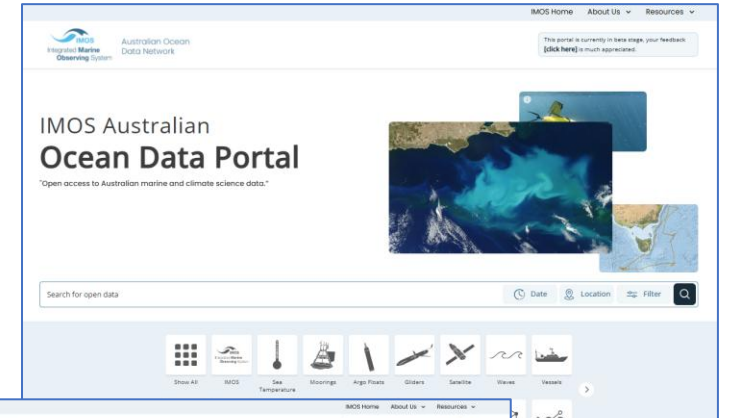 IMOS Home About Us Resources
IMOS
Integrated Marine
Observing System
Australian Ocean
Data Network
This portal is currently in beta stage, your feedback
[click here] is much appreciated.
IMOS Australian
Ocean Data Portal
"Open access to Australian marine and climate science data."
Search for open data Date Location Filter
Show All IMOS Sea Temperature Moorings Argo Floats Gliders Satellite Waves Vessels
IMOS Home About Us Resources